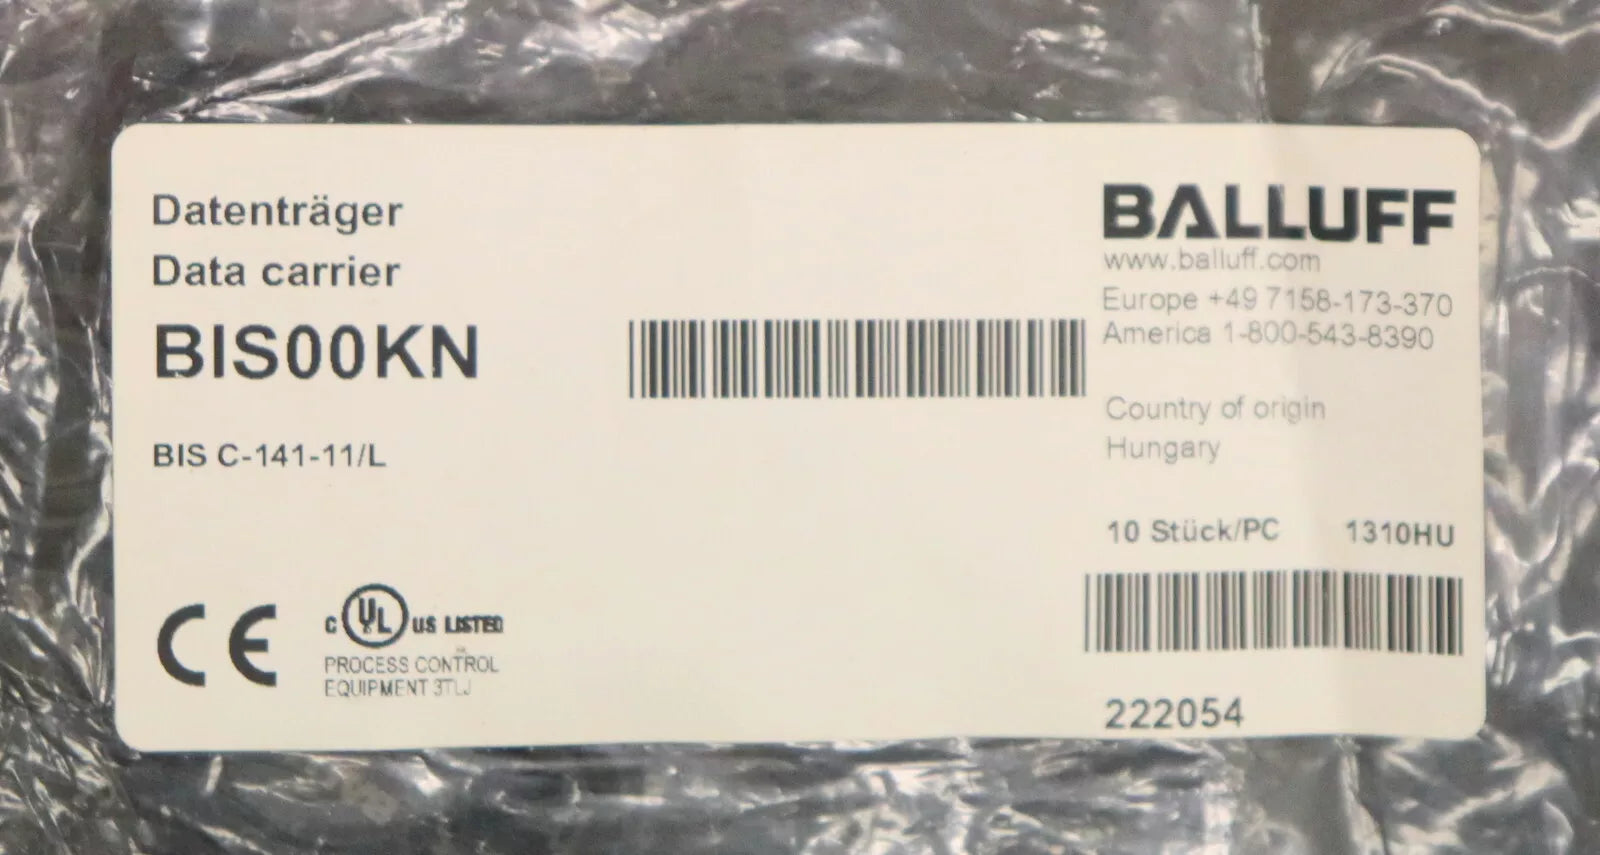 Datenträger
Data carrier
BIS00KN
BIS C-141-11/L
CE
C UL US LISTED
PROCESS CONTROL
EQUIPMENT 3TLJ
BALLUFF
www.balluff.com
Europe +49 7158-173-370
America 1-800-543-8390
Country of origin
Hungary
10 Stück/PC 1310HU
222054